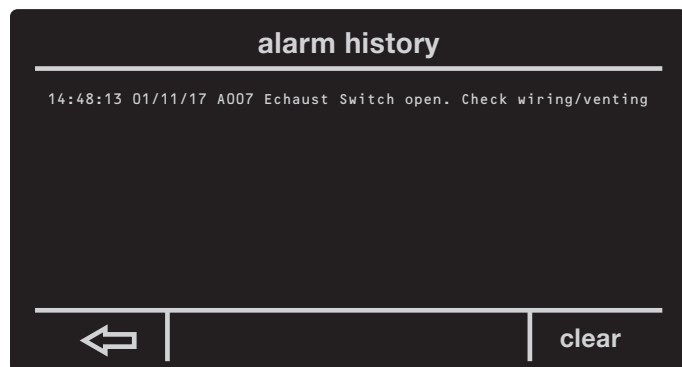 alarm history
14:48:13 01/11/17 A007 Echaust Switch open. Check wiring/venting
clear